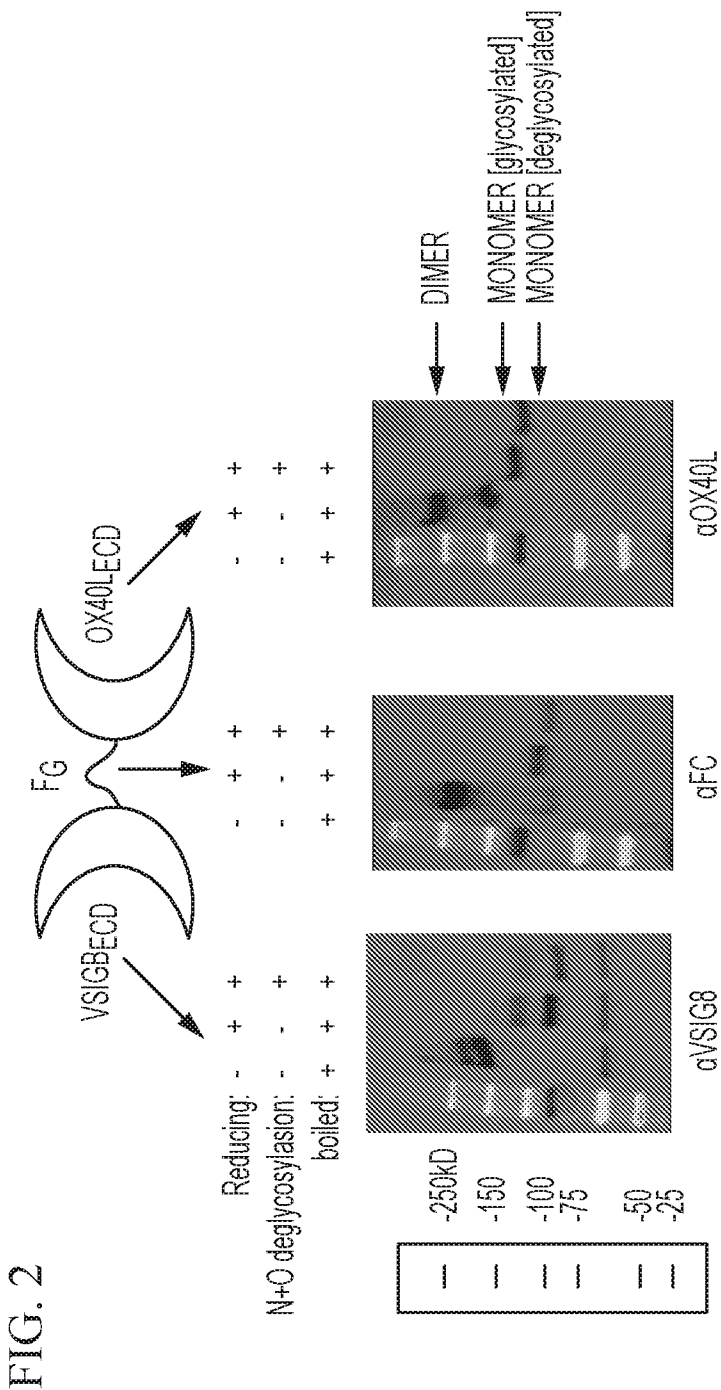 FIG. 2
VSIGBECD
FG
OX40LECD
Reducing: - + + - + + - + +
N+O deglycosylasion: - - + - - + - - +
boiled: + + + + + + + + +
-250kD
-150
-100
-75
-50
-25
DIMER
MONOMER [glycosylated]
MONOMER [deglycosylated]
αVSIG8
αFC
αOX40L